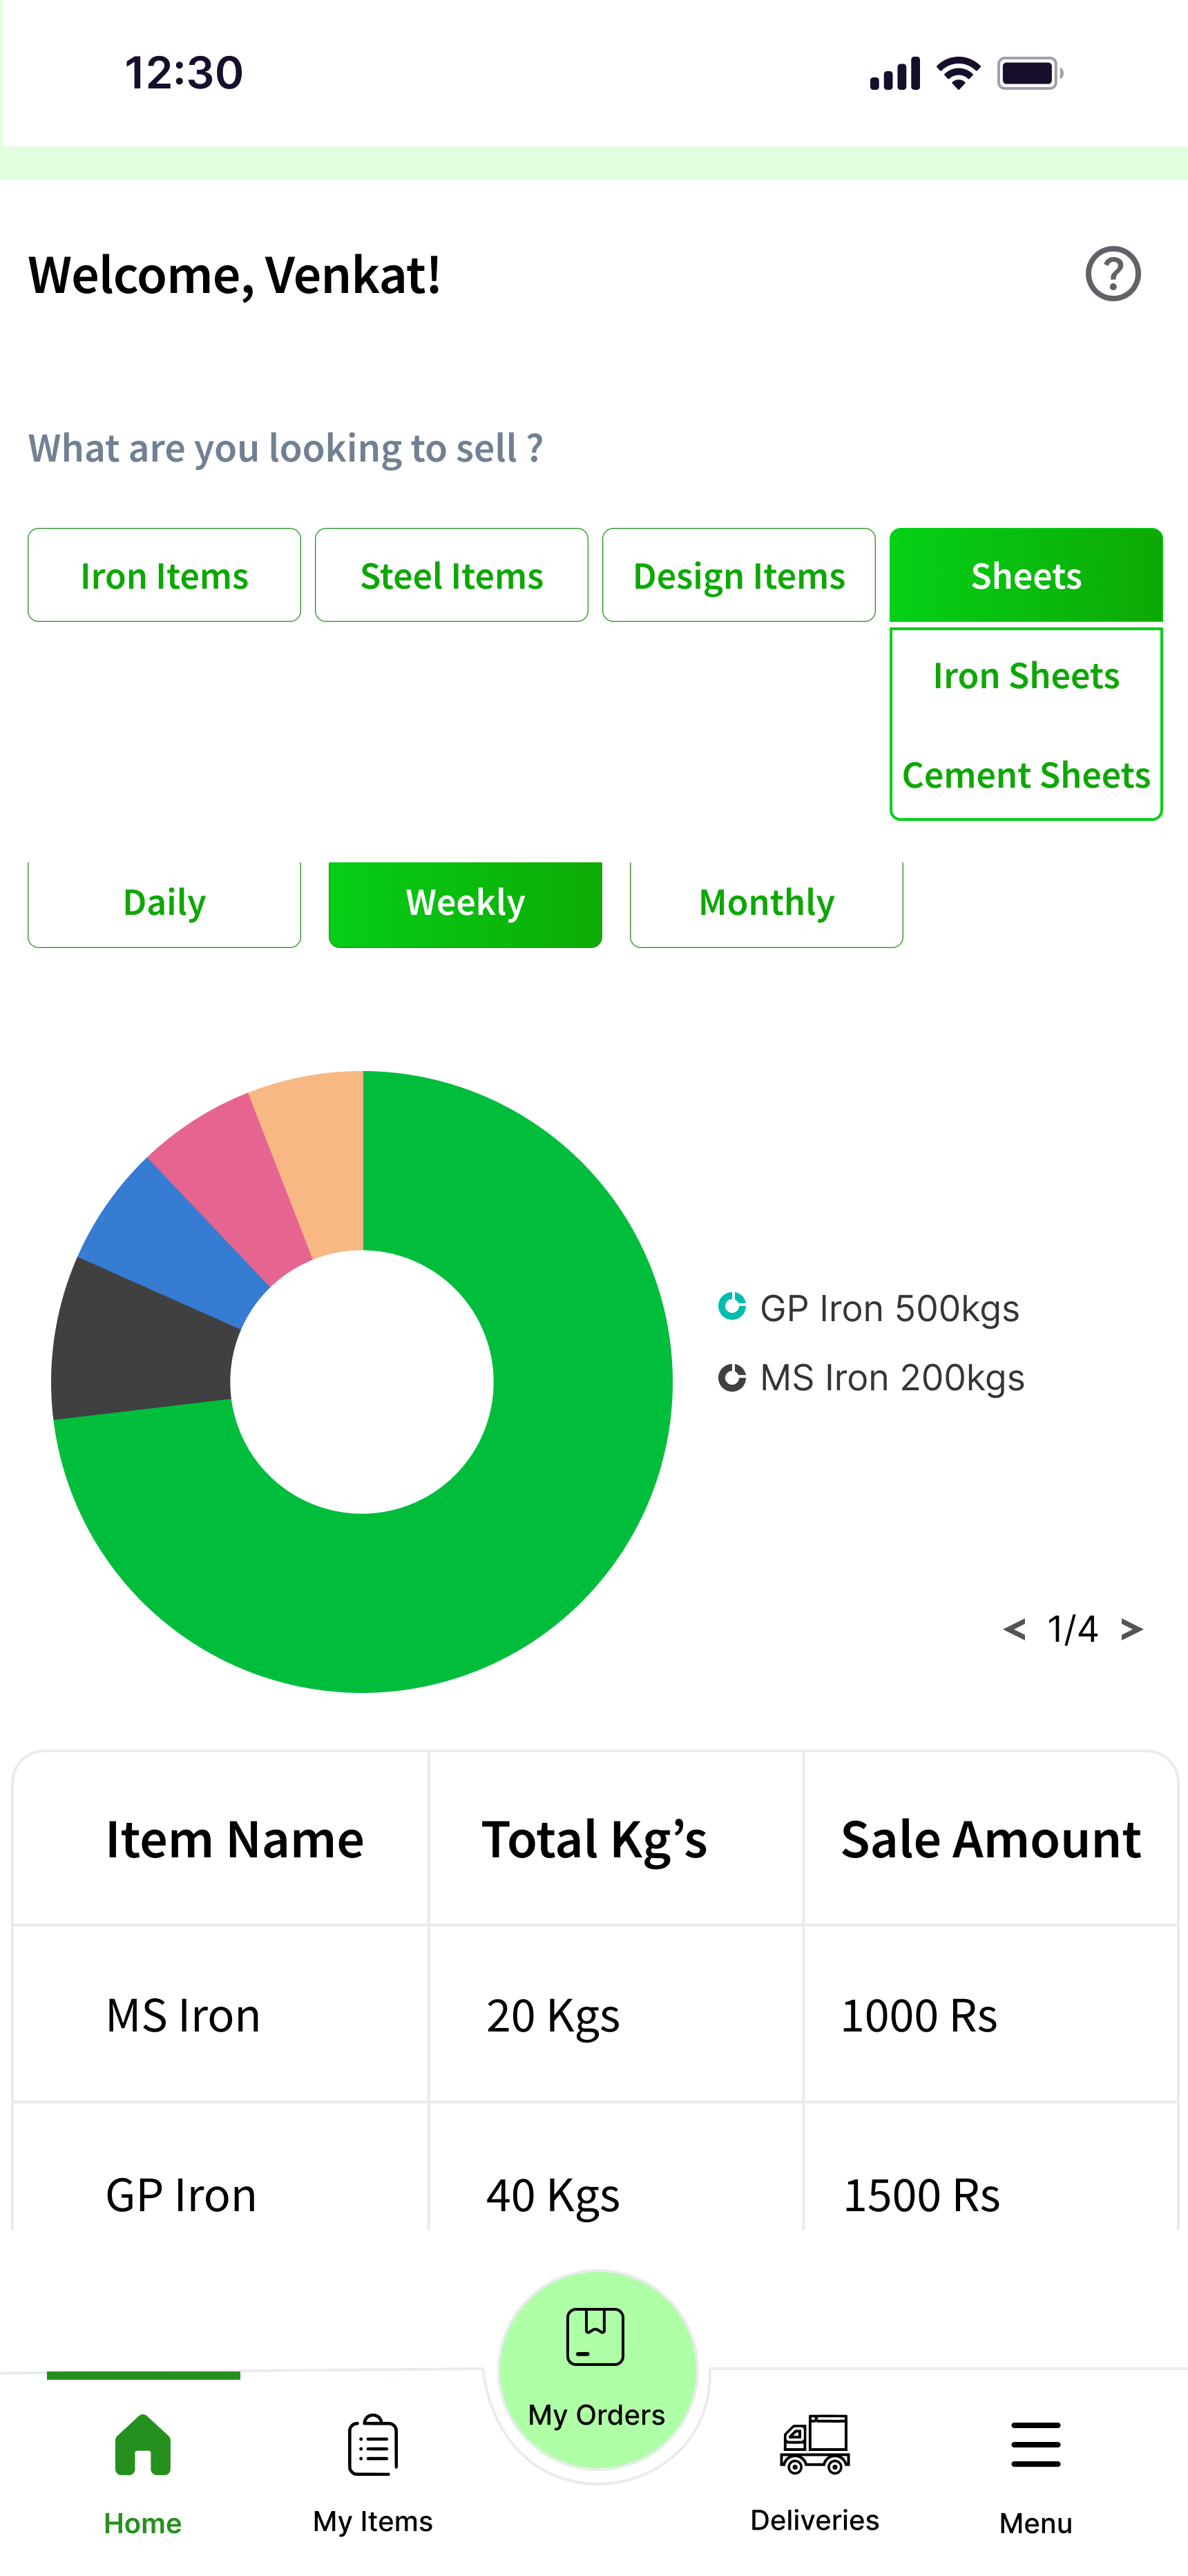 12:30
Welcome, Venkat!
What are you looking to sell ?
Iron Items Steel Items Design Items Sheets
Iron Sheets
Cement Sheets
Daily Weekly Monthly
GP Iron 500kgs
MS Iron 200kgs
< 1/4 >
Item Name Total Kg’s Sale Amount
MS Iron 20 Kgs 1000 Rs
GP Iron 40 Kgs 1500 Rs
My Orders
Home My Items Deliveries Menu